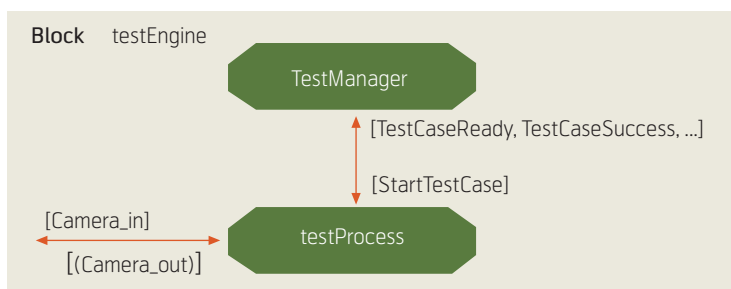 Block testEngine
TestManager
[TestCaseReady, TestCaseSuccess, ...]
[StartTestCase]
[Camera_in]
testProcess
[(Camera_out)]